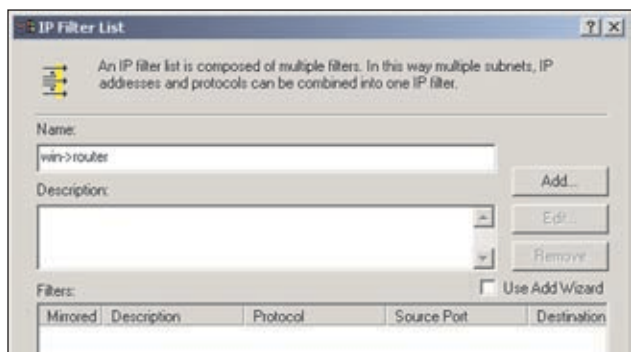 IP Filter List
An IP filter list is composed of multiple filters. In this way multiple subnets, IP
addresses and protocols can be combined into one IP filter.
Name:
win->router
Add...
Description:
Edit...
Remove
Filters:
Use Add Wizard
Mirrored Description Protocol Source Port Destination